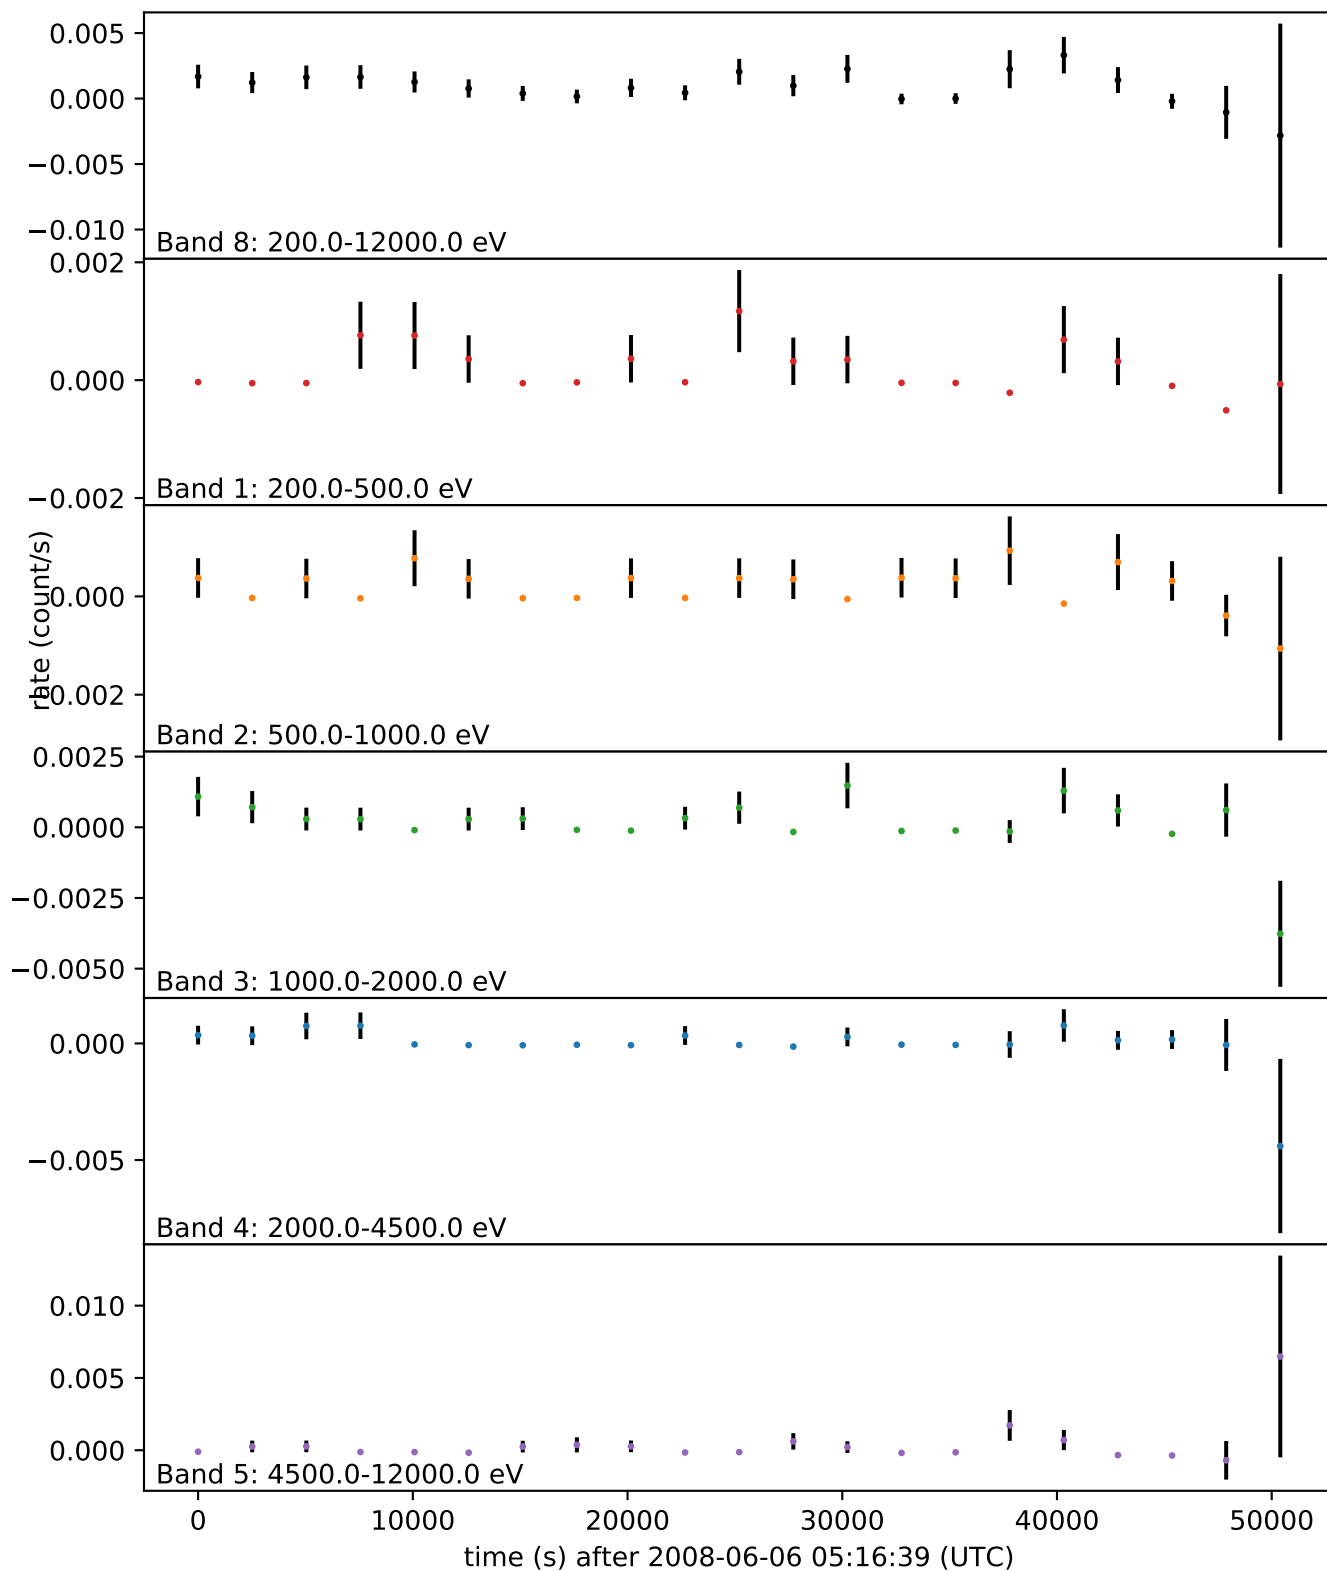 0.005
0.000
−0.005
−0.010
Band 8: 200.0-12000.0 eV
0.002
0.000
−0.002
Band 1: 200.0-500.0 eV
rate (count/s)
0.000
−0.002
Band 2: 500.0-1000.0 eV
0.0025
0.0000
−0.0025
−0.0050
Band 3: 1000.0-2000.0 eV
0.000
−0.005
Band 4: 2000.0-4500.0 eV
0.010
0.005
0.000
Band 5: 4500.0-12000.0 eV
0 10000 20000 30000 40000 50000
time (s) after 2008-06-06 05:16:39 (UTC)